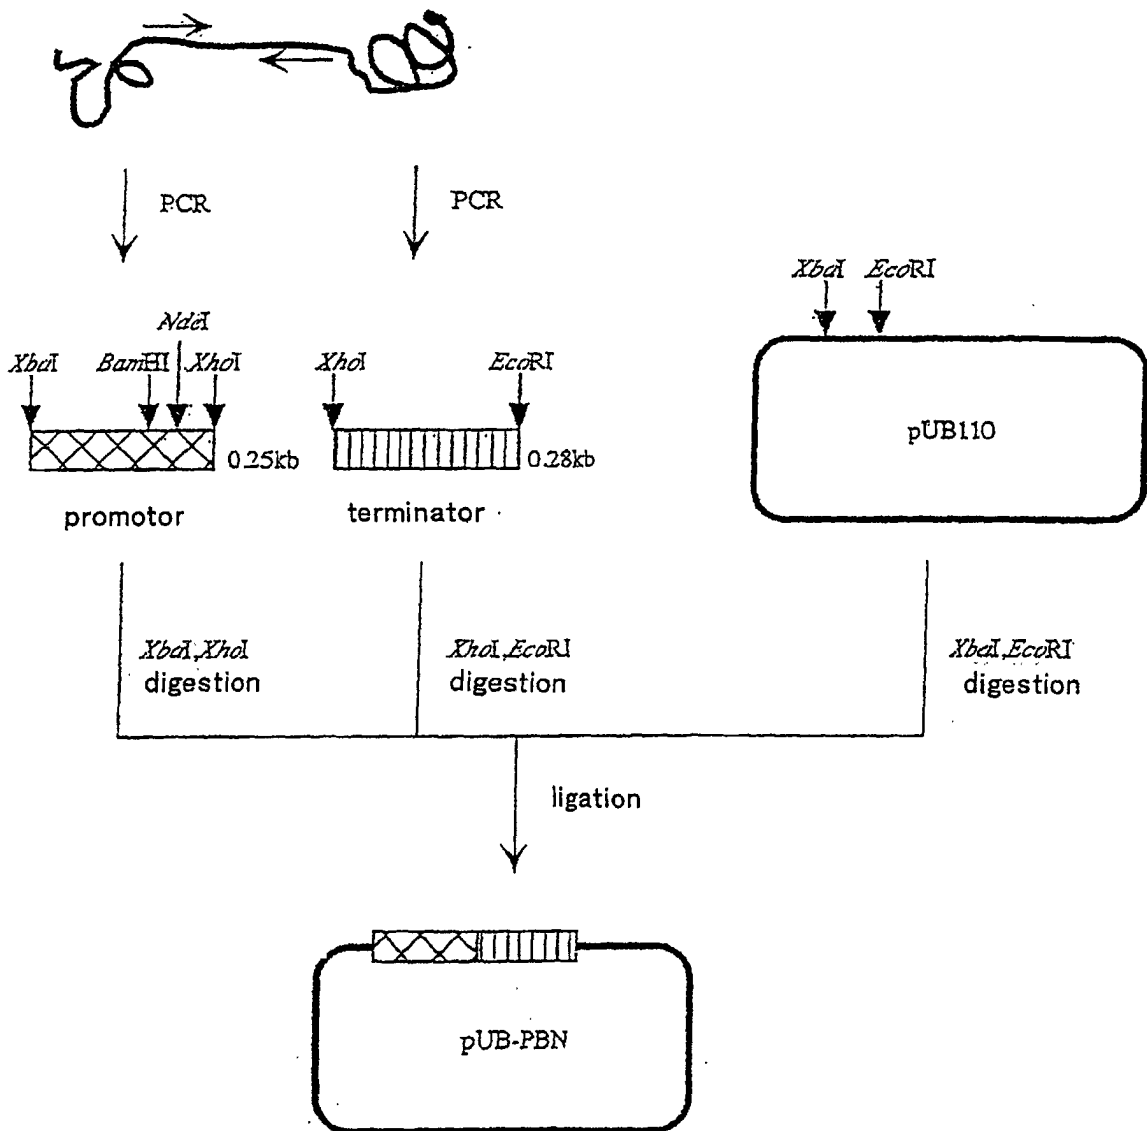 PCR
PCR
XbaI EcoRI
NdeI
XbaI BamHI XhoI
XhoI EcoRI
pUB110
0.25kb
0.28kb
promotor
terminator
XbaI,XhoI
digestion
XhoI,EcoRI
digestion
XbaI,EcoRI
digestion
ligation
pUB-PBN